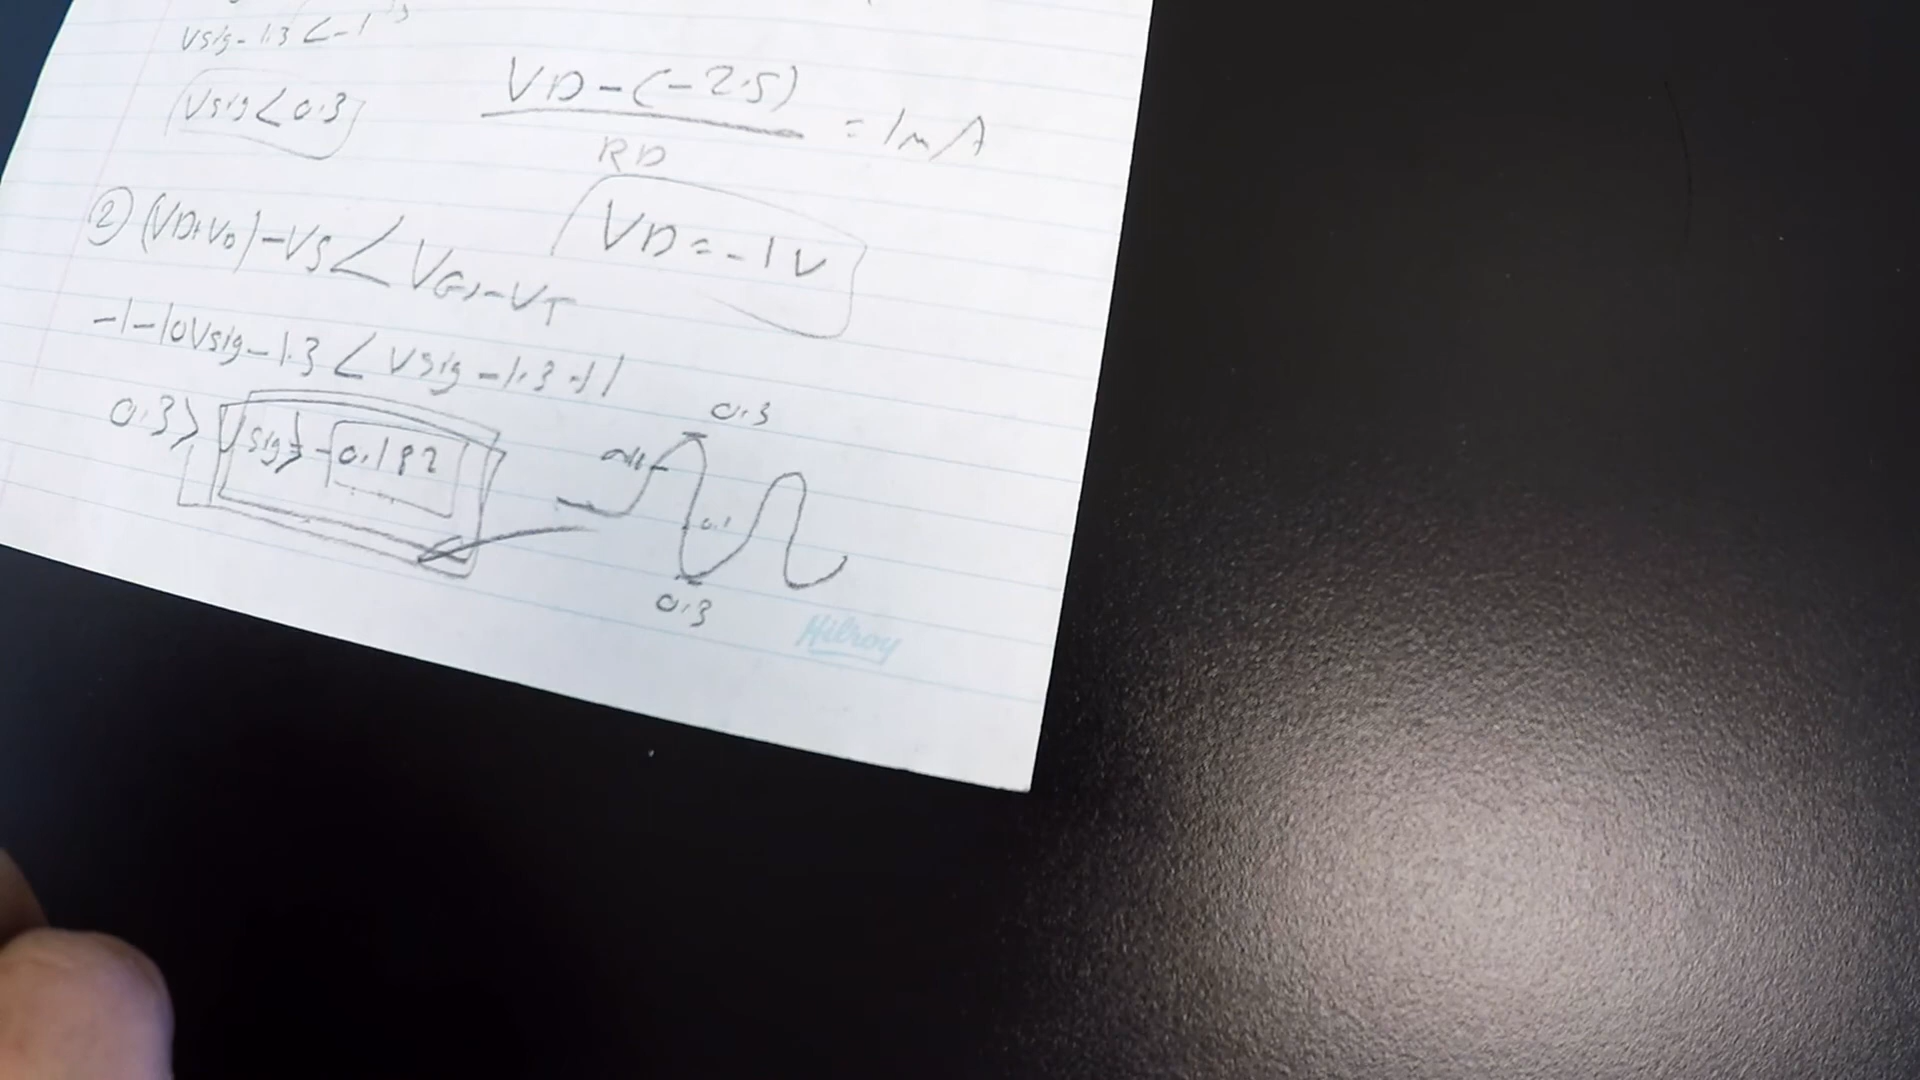 Vsig - 1.3 < -1
Vsig < 0.3
VD - (-2.5)
RD
= 1mA
VD = -1V
② (VD+VD) - VS < VGS - VT
-1 - 10Vsig - 1.3 < Vsig - 1.3 + 1
0.3 > Vsig > -0.182
0.3
0.1
0.3
Hilroy